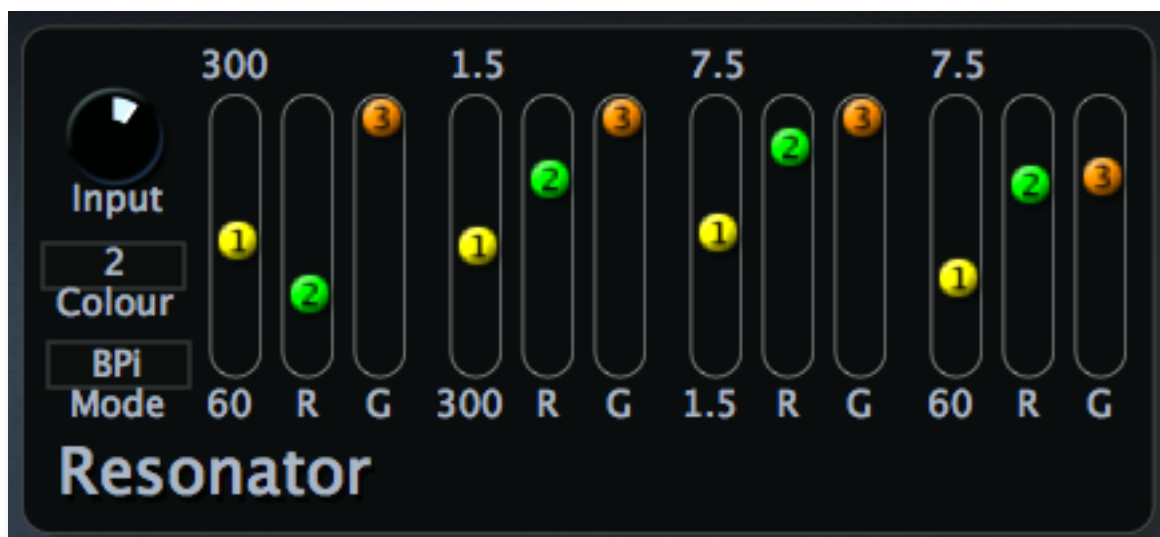 300 1.5 7.5 7.5
3 3 3
2
2 2 3
Input
1 1 1
2
1
Colour
2
BPi
Mode 60 R G 300 R G 1.5 R G 60 R G
Resonator